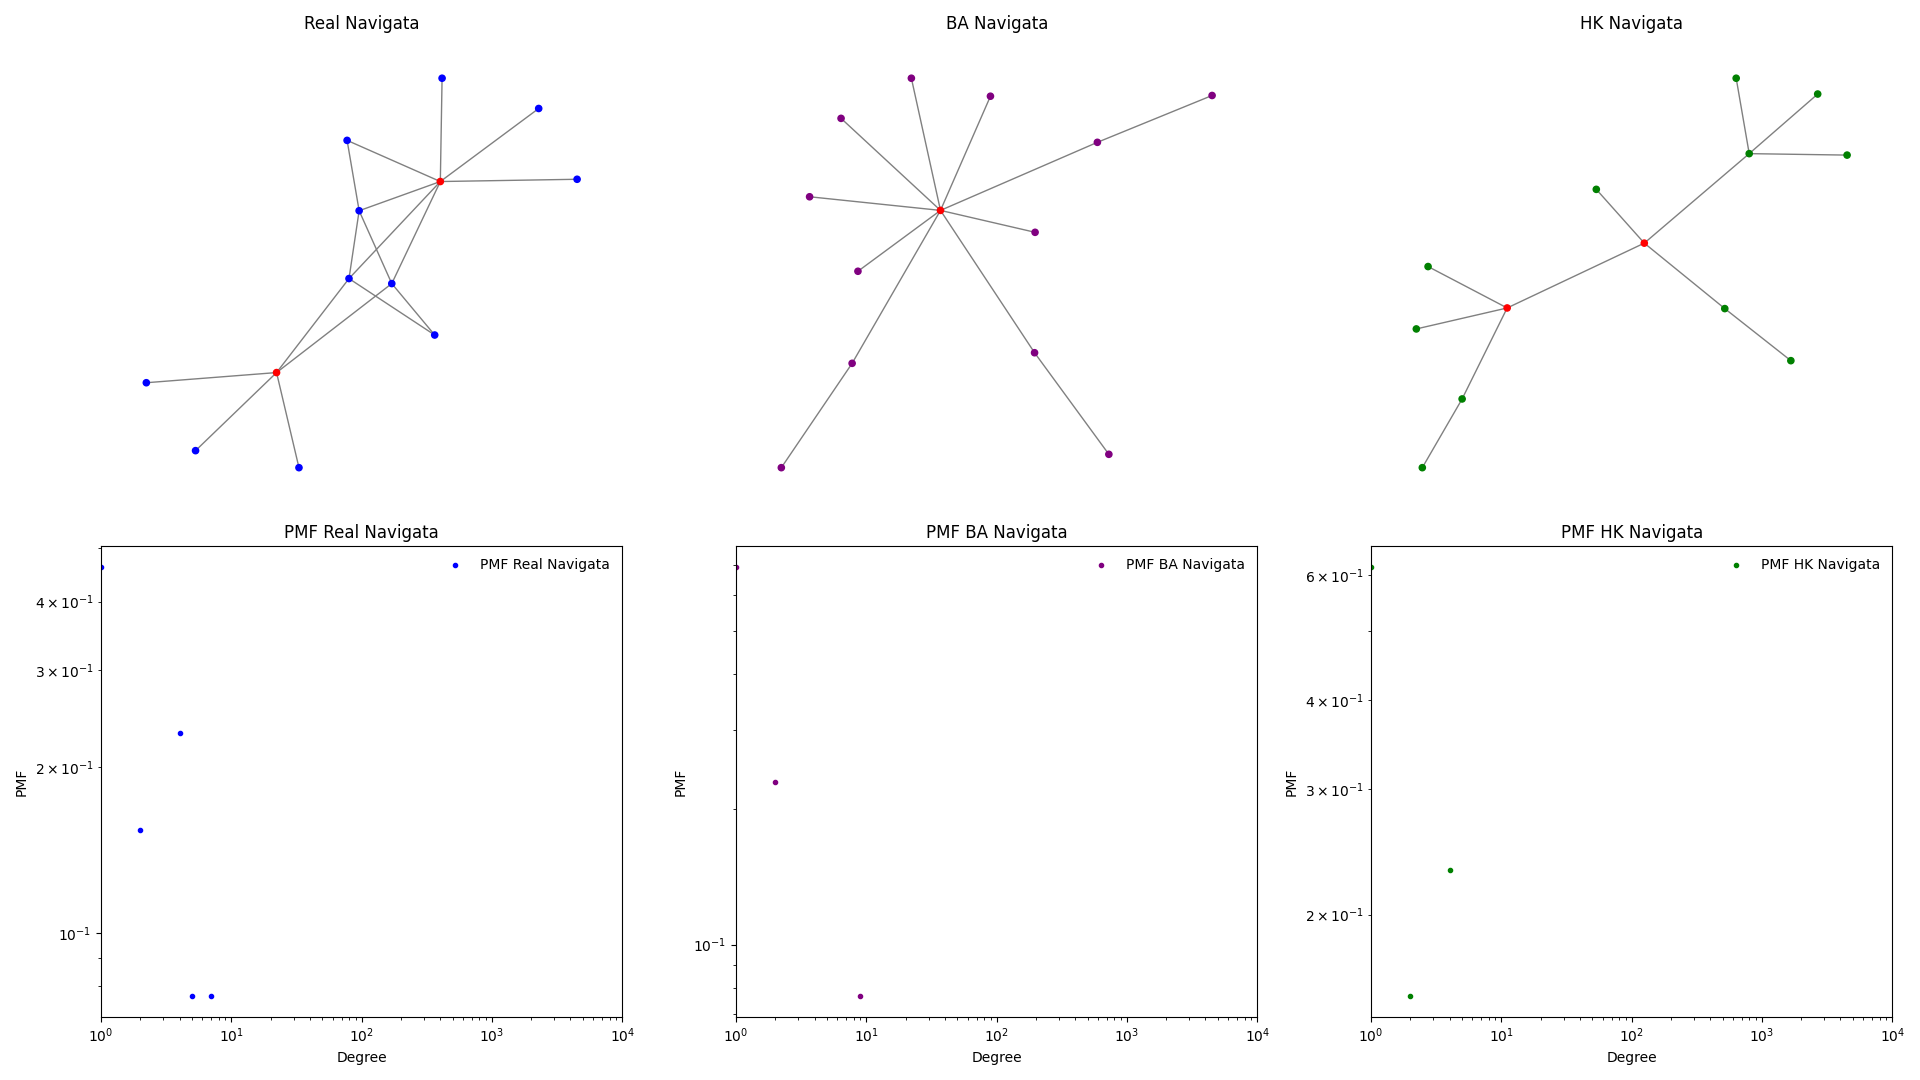 Real Navigata
BA Navigata
HK Navigata
PMF Real Navigata
PMF Real Navigata
4 × 10⁻¹
3 × 10⁻¹
2 × 10⁻¹
10⁻¹
PMF
10⁰ 10¹ 10² 10³ 10⁴
Degree
PMF BA Navigata
PMF BA Navigata
10⁻¹
PMF
10⁰ 10¹ 10² 10³ 10⁴
Degree
PMF HK Navigata
PMF HK Navigata
6 × 10⁻¹
4 × 10⁻¹
3 × 10⁻¹
2 × 10⁻¹
PMF
10⁰ 10¹ 10² 10³ 10⁴
Degree